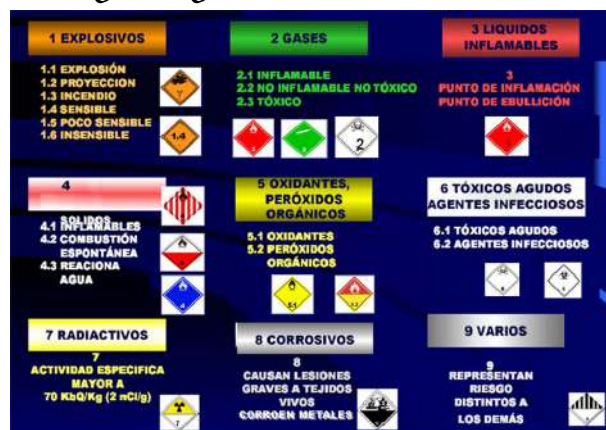 1 EXPLOSIVOS
1.1 EXPLOSIÓN
1.2 PROYECCION
1.3 INCENDIO
1.4 SENSIBLE
1.5 POCO SENSIBLE
1.6 INSENSIBLE
1.4
2 GASES
2.1 INFLAMABLE
2.2 NO INFLAMABLE NO TÓXICO
2.3 TÓXICO
2
3 LIQUIDOS
INFLAMABLES
3
PUNTO DE INFLAMACIÓN
PUNTO DE EBULLICIÓN
4
SOLIDOS
4.1 INFLAMABLES
4.2 COMBUSTIÓN
ESPONTÁNEA
4.3 REACIONA
AGUA
4
5 OXIDANTES,
PERÓXIDOS
ORGÁNICOS
5.1 OXIDANTES
5.2 PERÓXIDOS
ORGÁNICOS
5.1
5.2
6 TÓXICOS AGUDOS
AGENTES INFECCIOSOS
6.1 TÓXICOS AGUDOS
6.2 AGENTES INFECCIOSOS
7 RADIACTIVOS
7
ACTIVIDAD ESPECIFICA
MAYOR A
70 KbQ/Kg (2 nCi/g)
7
8 CORROSIVOS
8
CAUSAN LESIONES
GRAVES A TEJIDOS
VIVOS
CORROEN METALES
9 VARIOS
9
REPRESENTAN
RIESGO
DISTINTOS A
LOS DEMÁS